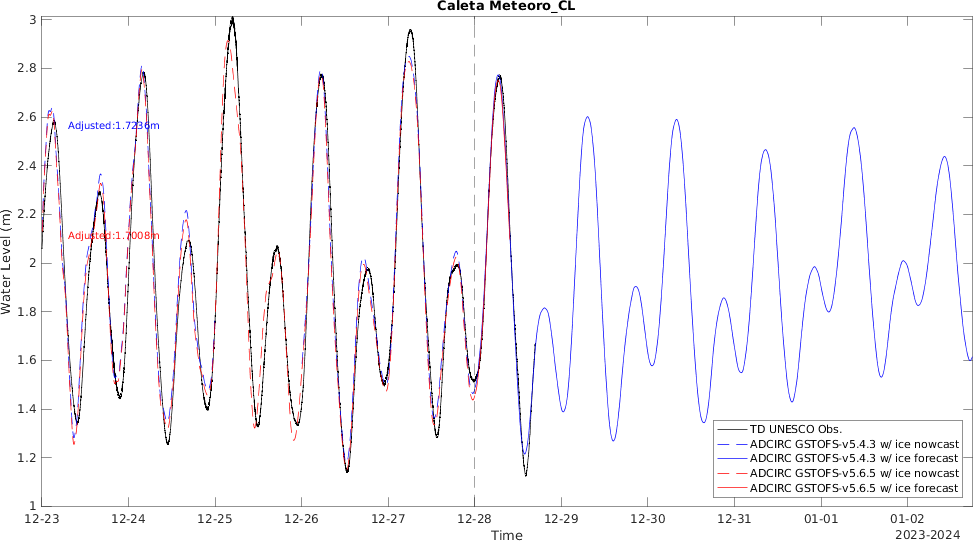 Caleta Meteoro_CL
3
2.8
2.6
2.4
2.2
2
1.8
1.6
1.4
1.2
1
Water Level (m)
Adjusted:1.7236m
Adjusted:1.7008m
TD UNESCO Obs.
ADCIRC GSTOFS-v5.4.3 w/ ice nowcast
ADCIRC GSTOFS-v5.4.3 w/ ice forecast
ADCIRC GSTOFS-v5.6.5 w/ ice nowcast
ADCIRC GSTOFS-v5.6.5 w/ ice forecast
12-23 12-24 12-25 12-26 12-27 12-28 12-29 12-30 12-31 01-01 01-02
Time
2023-2024